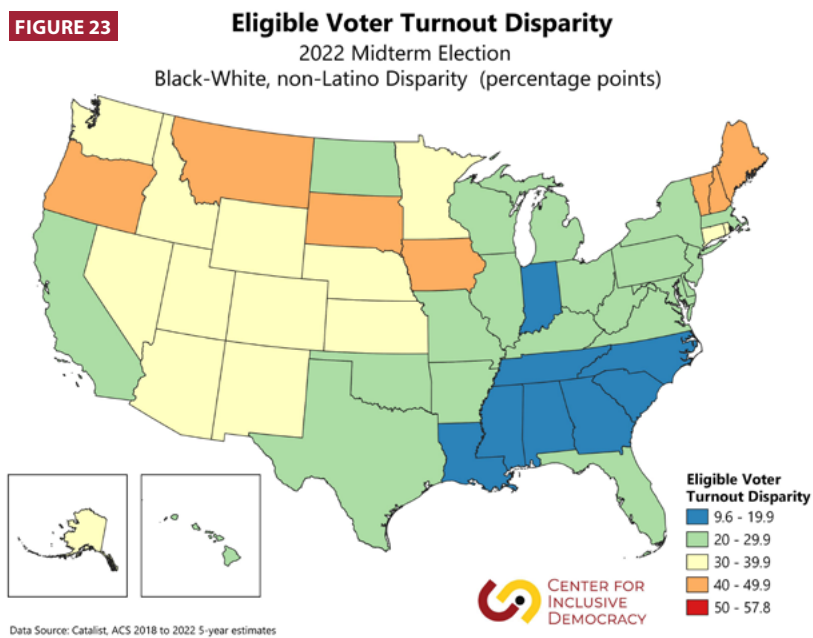 FIGURE 23
Eligible Voter Turnout Disparity
2022 Midterm Election
Black-White, non-Latino Disparity (percentage points)
Eligible Voter
Turnout Disparity
9.6 - 19.9
20 - 29.9
30 - 39.9
40 - 49.9
50 - 57.8
CENTER FOR
INCLUSIVE
DEMOCRACY
Data Source: Catalist, ACS 2018 to 2022 5-year estimates